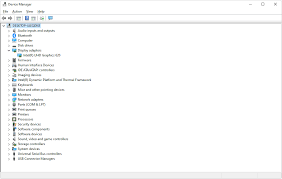 Device Manager
File Action View Help
Audio inputs and outputs
Bluetooth
Computer
Disk drives
Display adapters
Intel(R) UHD Graphics 620
Firmware
Human Interface Devices
IDE ATA/ATAPI controllers
Imaging devices
Intel(R) Dynamic Platform and Thermal Framework
Keyboards
Mice and other pointing devices
Monitors
Network adapters
Ports (COM & LPT)
Print queues
Printers
Processors
Security devices
Software components
Software devices
Sound, video and game controllers
Storage controllers
System devices
Universal Serial Bus controllers
USB Connector Managers